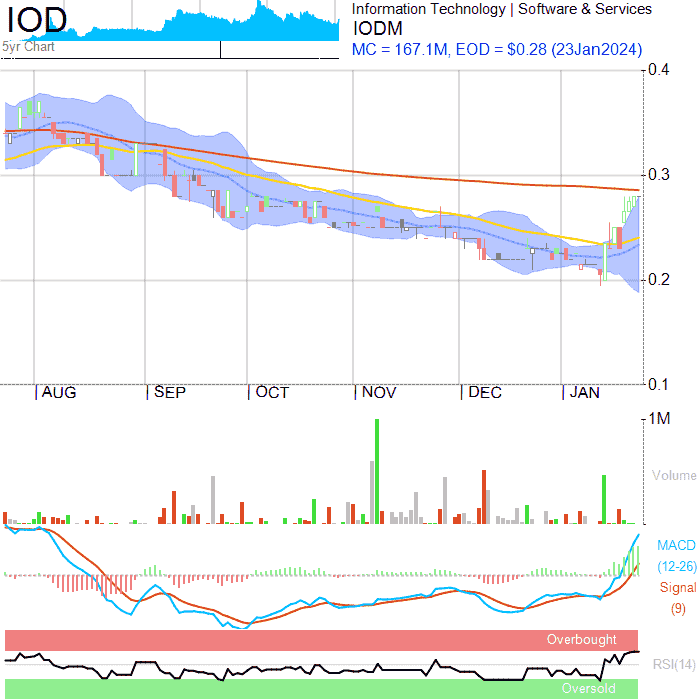 IOD
5yr Chart
Information Technology | Software & Services
IODM
MC = 167.1M, EOD = $0.28 (23Jan2024)
0.4
0.3
0.2
0.1
AUG
SEP
OCT
NOV
DEC
JAN
1M
Volume
MACD
(12-26)
Signal
(9)
Overbought
RSI(14)
Oversold